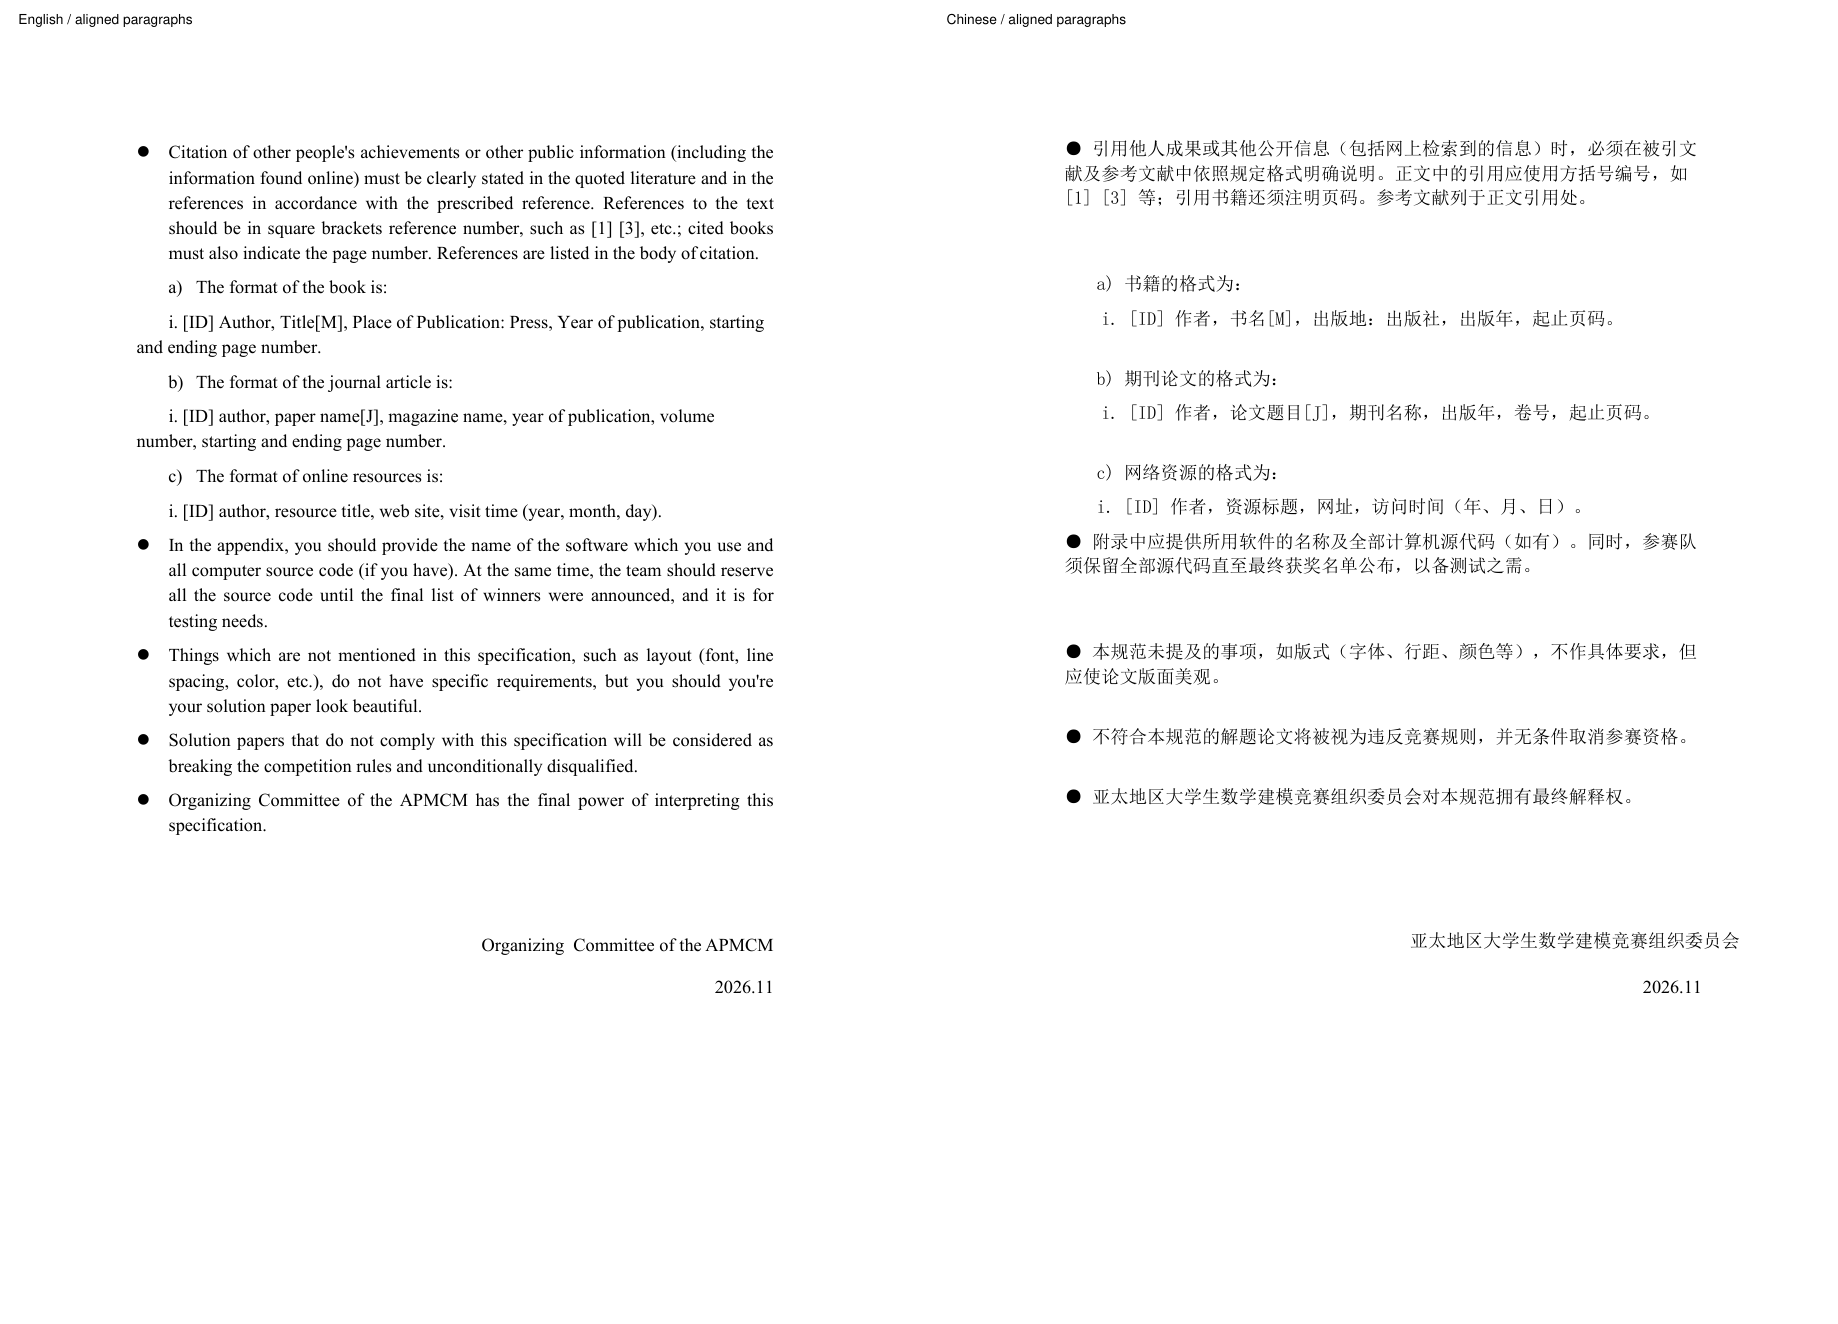 English / aligned paragraphs
● Citation of other people's achievements or other public information (including the
information found online) must be clearly stated in the quoted literature and in the
references in accordance with the prescribed reference. References to the text
should be in square brackets reference number, such as [1] [3], etc.; cited books
must also indicate the page number. References are listed in the body of citation.
a) The format of the book is:
i. [ID] Author, Title[M], Place of Publication: Press, Year of publication, starting
and ending page number.
b) The format of the journal article is:
i. [ID] author, paper name[J], magazine name, year of publication, volume
number, starting and ending page number.
c) The format of online resources is:
i. [ID] author, resource title, web site, visit time (year, month, day).
● In the appendix, you should provide the name of the software which you use and
all computer source code (if you have). At the same time, the team should reserve
all the source code until the final list of winners were announced, and it is for
testing needs.
● Things which are not mentioned in this specification, such as layout (font, line
spacing, color, etc.), do not have specific requirements, but you should you're
your solution paper look beautiful.
● Solution papers that do not comply with this specification will be considered as
breaking the competition rules and unconditionally disqualified.
● Organizing Committee of the APMCM has the final power of interpreting this
specification.
Organizing Committee of the APMCM
2026.11
Chinese / aligned paragraphs
● 引用他人成果或其他公开信息（包括网上检索到的信息）时，必须在被引文
献及参考文献中依照规定格式明确说明。正文中的引用应使用方括号编号，如
[1] [3] 等；引用书籍还须注明页码。参考文献列于正文引用处。
a) 书籍的格式为：
i. [ID] 作者，书名[M]，出版地：出版社，出版年，起止页码。
b) 期刊论文的格式为：
i. [ID] 作者，论文题目[J]，期刊名称，出版年，卷号，起止页码。
c) 网络资源的格式为：
i. [ID] 作者，资源标题，网址，访问时间（年、月、日）。
● 附录中应提供所用软件的名称及全部计算机源代码（如有）。同时，参赛队
须保留全部源代码直至最终获奖名单公布，以备测试之需。
● 本规范未提及的事项，如版式（字体、行距、颜色等），不作具体要求，但
应使论文版面美观。
● 不符合本规范的解题论文将被视为违反竞赛规则，并无条件取消参赛资格。
● 亚太地区大学生数学建模竞赛组织委员会对本规范拥有最终解释权。
亚太地区大学生数学建模竞赛组织委员会
2026.11